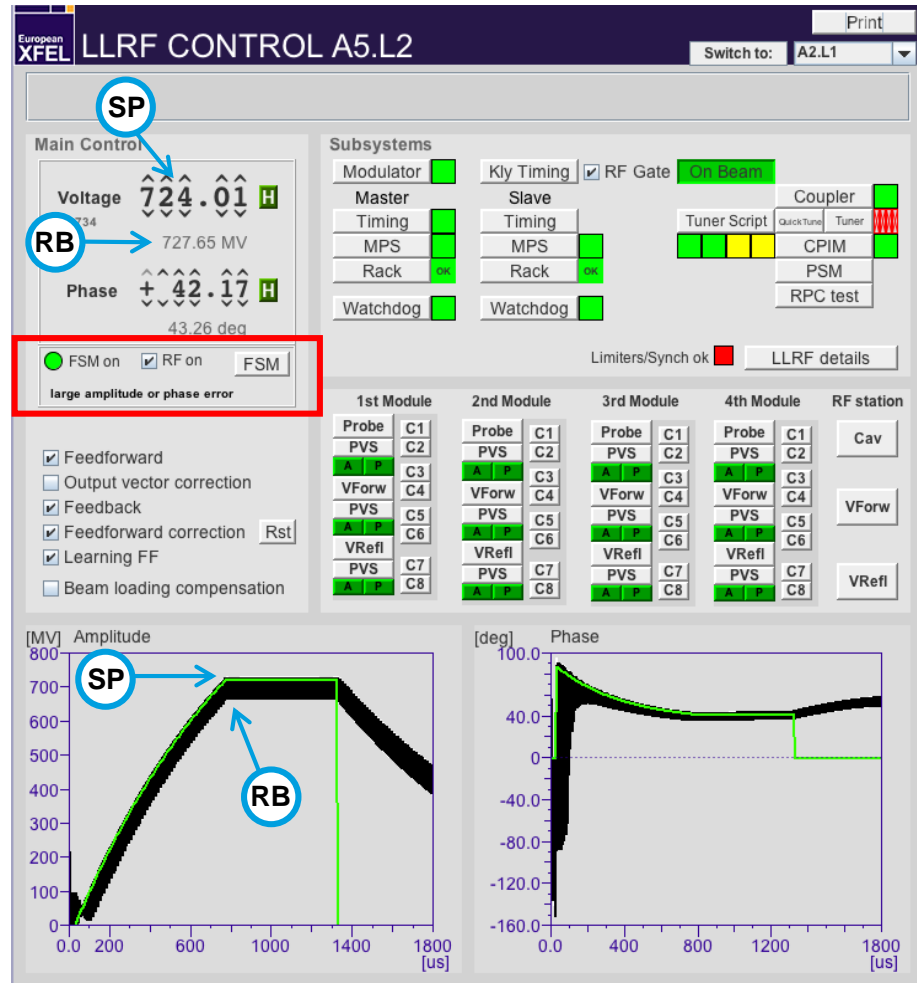 Print
European
XFEL
LLRF CONTROL A5.L2
Switch to: A2.L1
SP
Main Control
Voltage 724.01 H
734
RB
727.65 MV
Phase + 42.17 H
43.26 deg
FSM on RF on FSM
large amplitude or phase error
Feedforward
Output vector correction
Feedback
Feedforward correction Rst
Learning FF
Beam loading compensation
Subsystems
Modulator Kly Timing RF Gate On Beam
Master Slave Coupler
Timing Timing Tuner Script QuickTune Tuner
MPS MPS CPIM
Rack OK Rack OK PSM
RPC test
Watchdog Watchdog
Limiters/Synch ok LLRF details
1st Module 2nd Module 3rd Module 4th Module RF station
Probe C1 Probe C1 Probe C1 Probe C1 Cav
PVS C2 PVS C2 PVS C2 PVS C2
A P C3 A P C3 A P C3 A P C3
VForw C4 VForw C4 VForw C4 VForw C4 VForw
PVS C5 PVS C5 PVS C5 PVS C5
A P C6 A P C6 A P C6 A P C6
VRefl VRefl VRefl VRefl
PVS C7 PVS C7 PVS C7 PVS C7 VRefl
A P C8 A P C8 A P C8 A P C8
[MV] Amplitude
800
700
600
500
400
300
200
100
0
SP
RB
0.0 200 600 1000 1400 1800
[us]
[deg] Phase
100.0
40.0
0
-40.0
-80.0
-120.0
-160.0
0.0 400 800 1200 1800
[us]